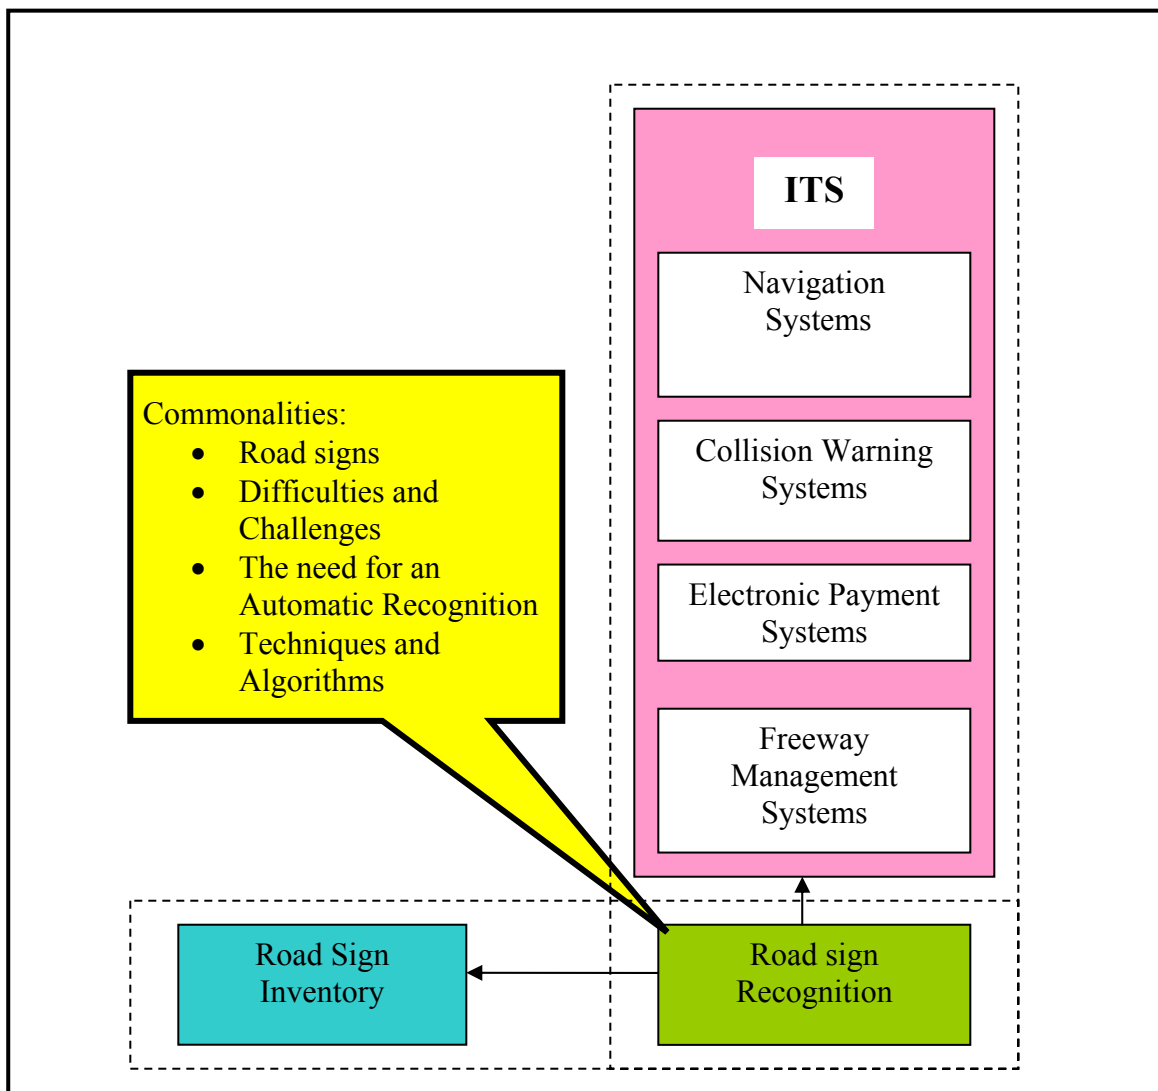 ITS
Navigation
Systems
Collision Warning
Systems
Electronic Payment
Systems
Freeway
Management
Systems
Commonalities:
• Road signs
• Difficulties and
Challenges
• The need for an
Automatic Recognition
• Techniques and
Algorithms
Road Sign
Inventory
Road sign
Recognition